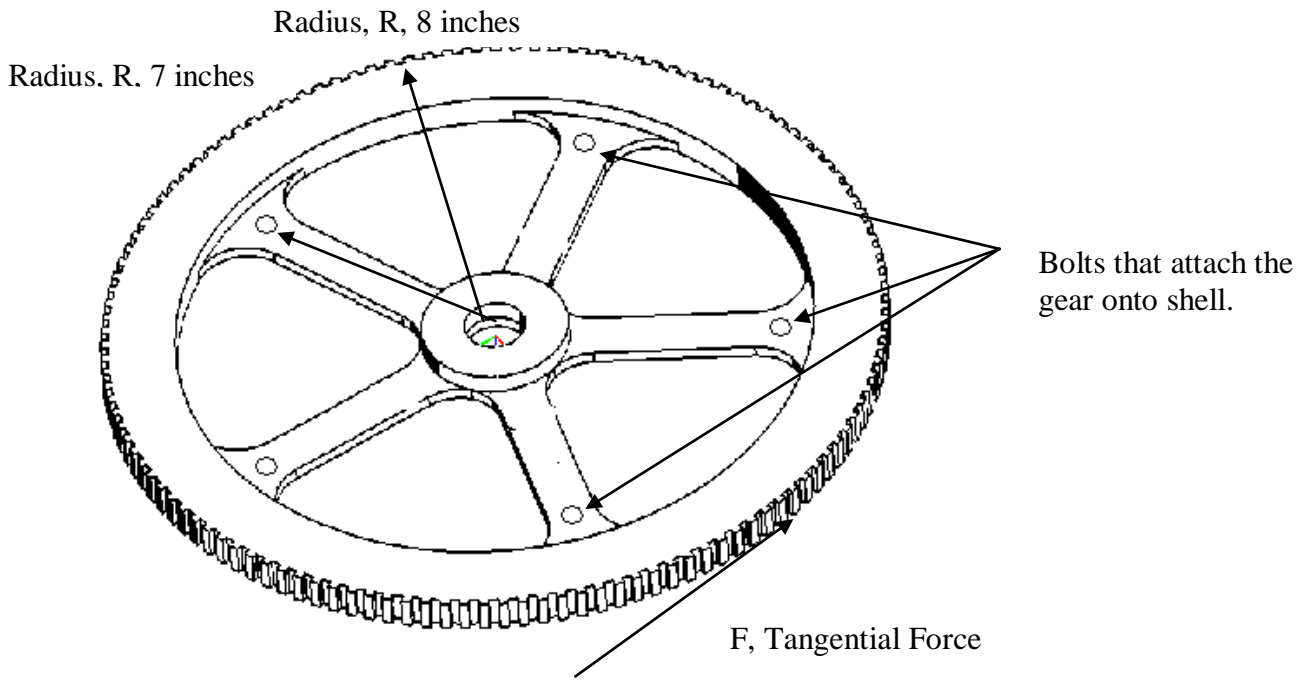 Radius, R, 8 inches
Radius. R. 7 inches
Bolts that attach the
gear onto shell.
F, Tangential Force